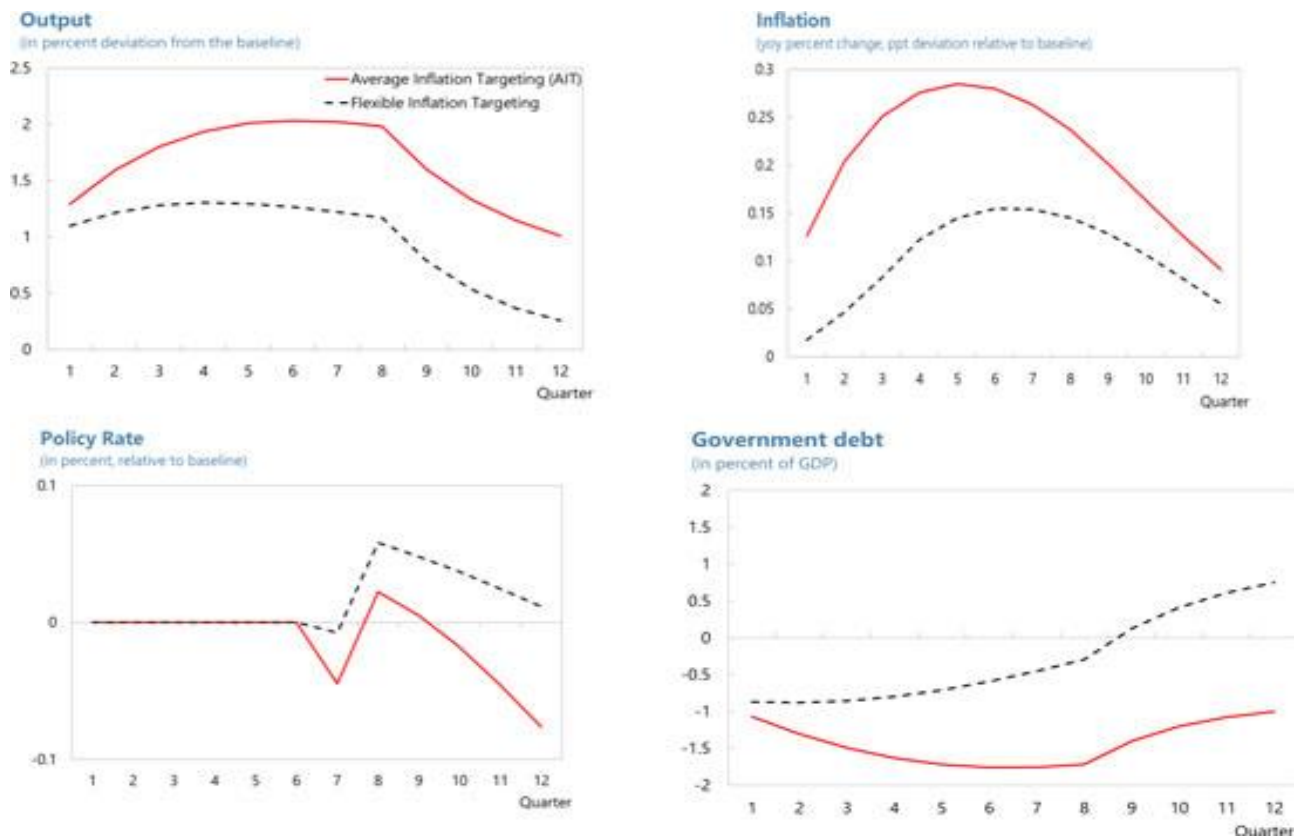 Output
(in percent deviation from the baseline)
2.5
2
1.5
1
0.5
0
Average Inflation Targeting (AIT)
Flexible Inflation Targeting
1 2 3 4 5 6 7 8 9 10 11 12
Quarter
Inflation
(yoy percent change, ppt deviation relative to baseline)
0.3
0.25
0.2
0.15
0.1
0.05
0
1 2 3 4 5 6 7 8 9 10 11 12
Quarter
Policy Rate
(in percent, relative to baseline)
0.1
0
-0.1
1 2 3 4 5 6 7 8 9 10 11 12
Quarter
Government debt
(in percent of GDP)
2
1.5
1
0.5
0
-0.5
-1
-1.5
-2
1 2 3 4 5 6 7 8 9 10 11 12
Quarter